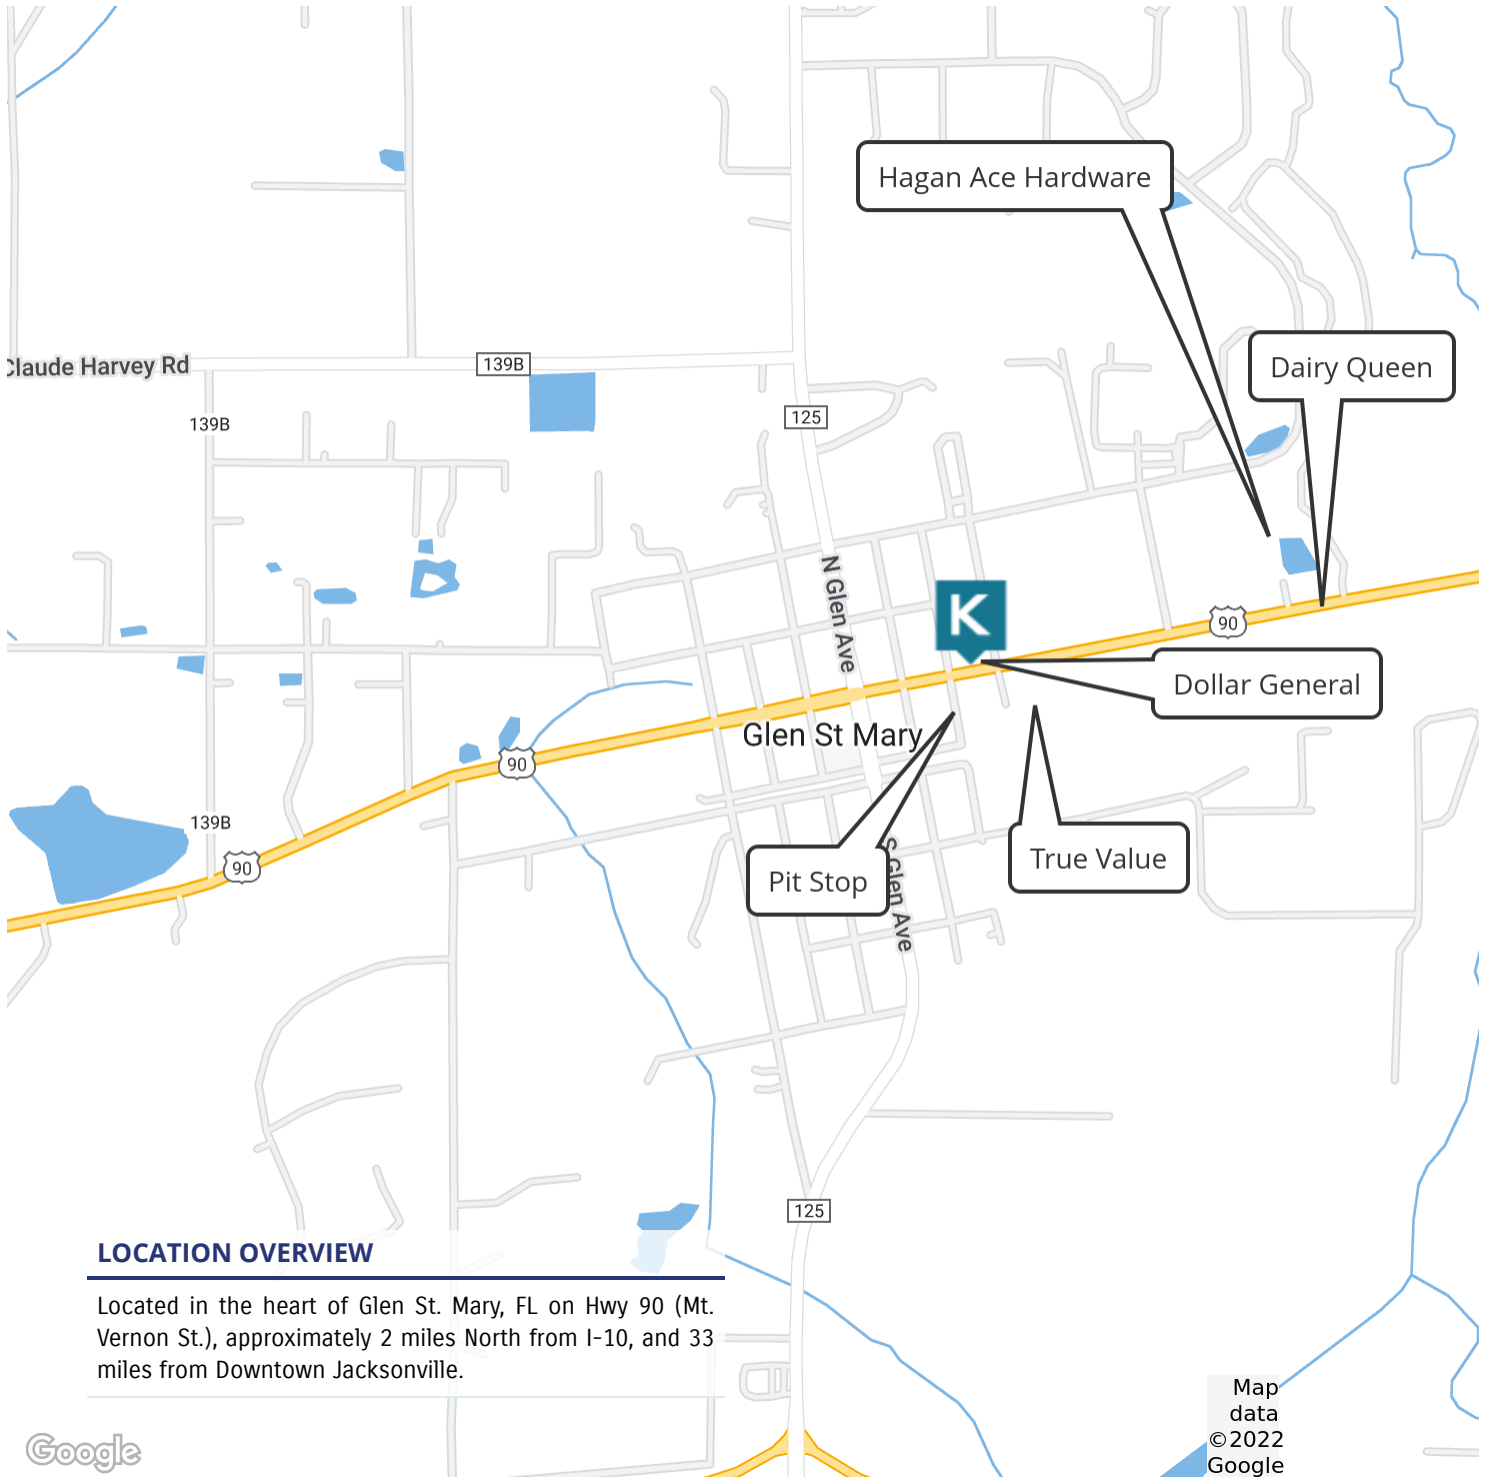 Hagan Ace Hardware
Dairy Queen
Claude Harvey Rd
139B
139B
125
N Glen Ave
K
90
Dollar General
Glen St Mary
90
139B
90
Pit Stop
S Glen Ave
True Value
125
LOCATION OVERVIEW
Located in the heart of Glen St. Mary, FL on Hwy 90 (Mt.
Vernon St.), approximately 2 miles North from I-10, and 33
miles from Downtown Jacksonville.
Google
Map
data
©2022
Google